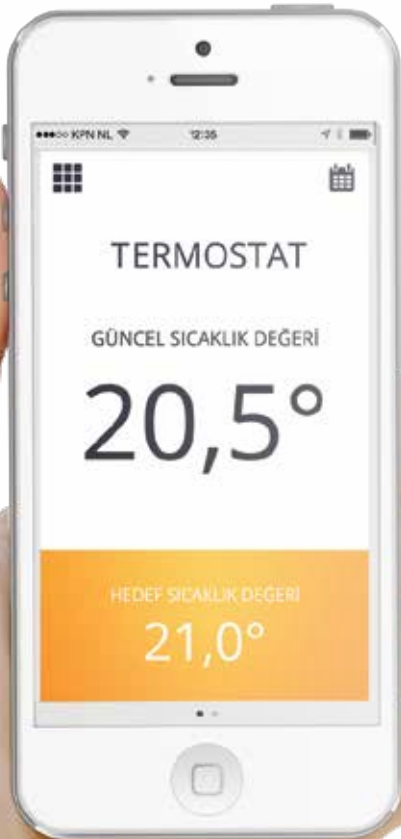 KPN NL 12:35
TERMOSTAT
GÜNCEL SICAKLIK DEĞERİ
20,5°
HEDEF SICAKLIK DEĞERİ
21,0°